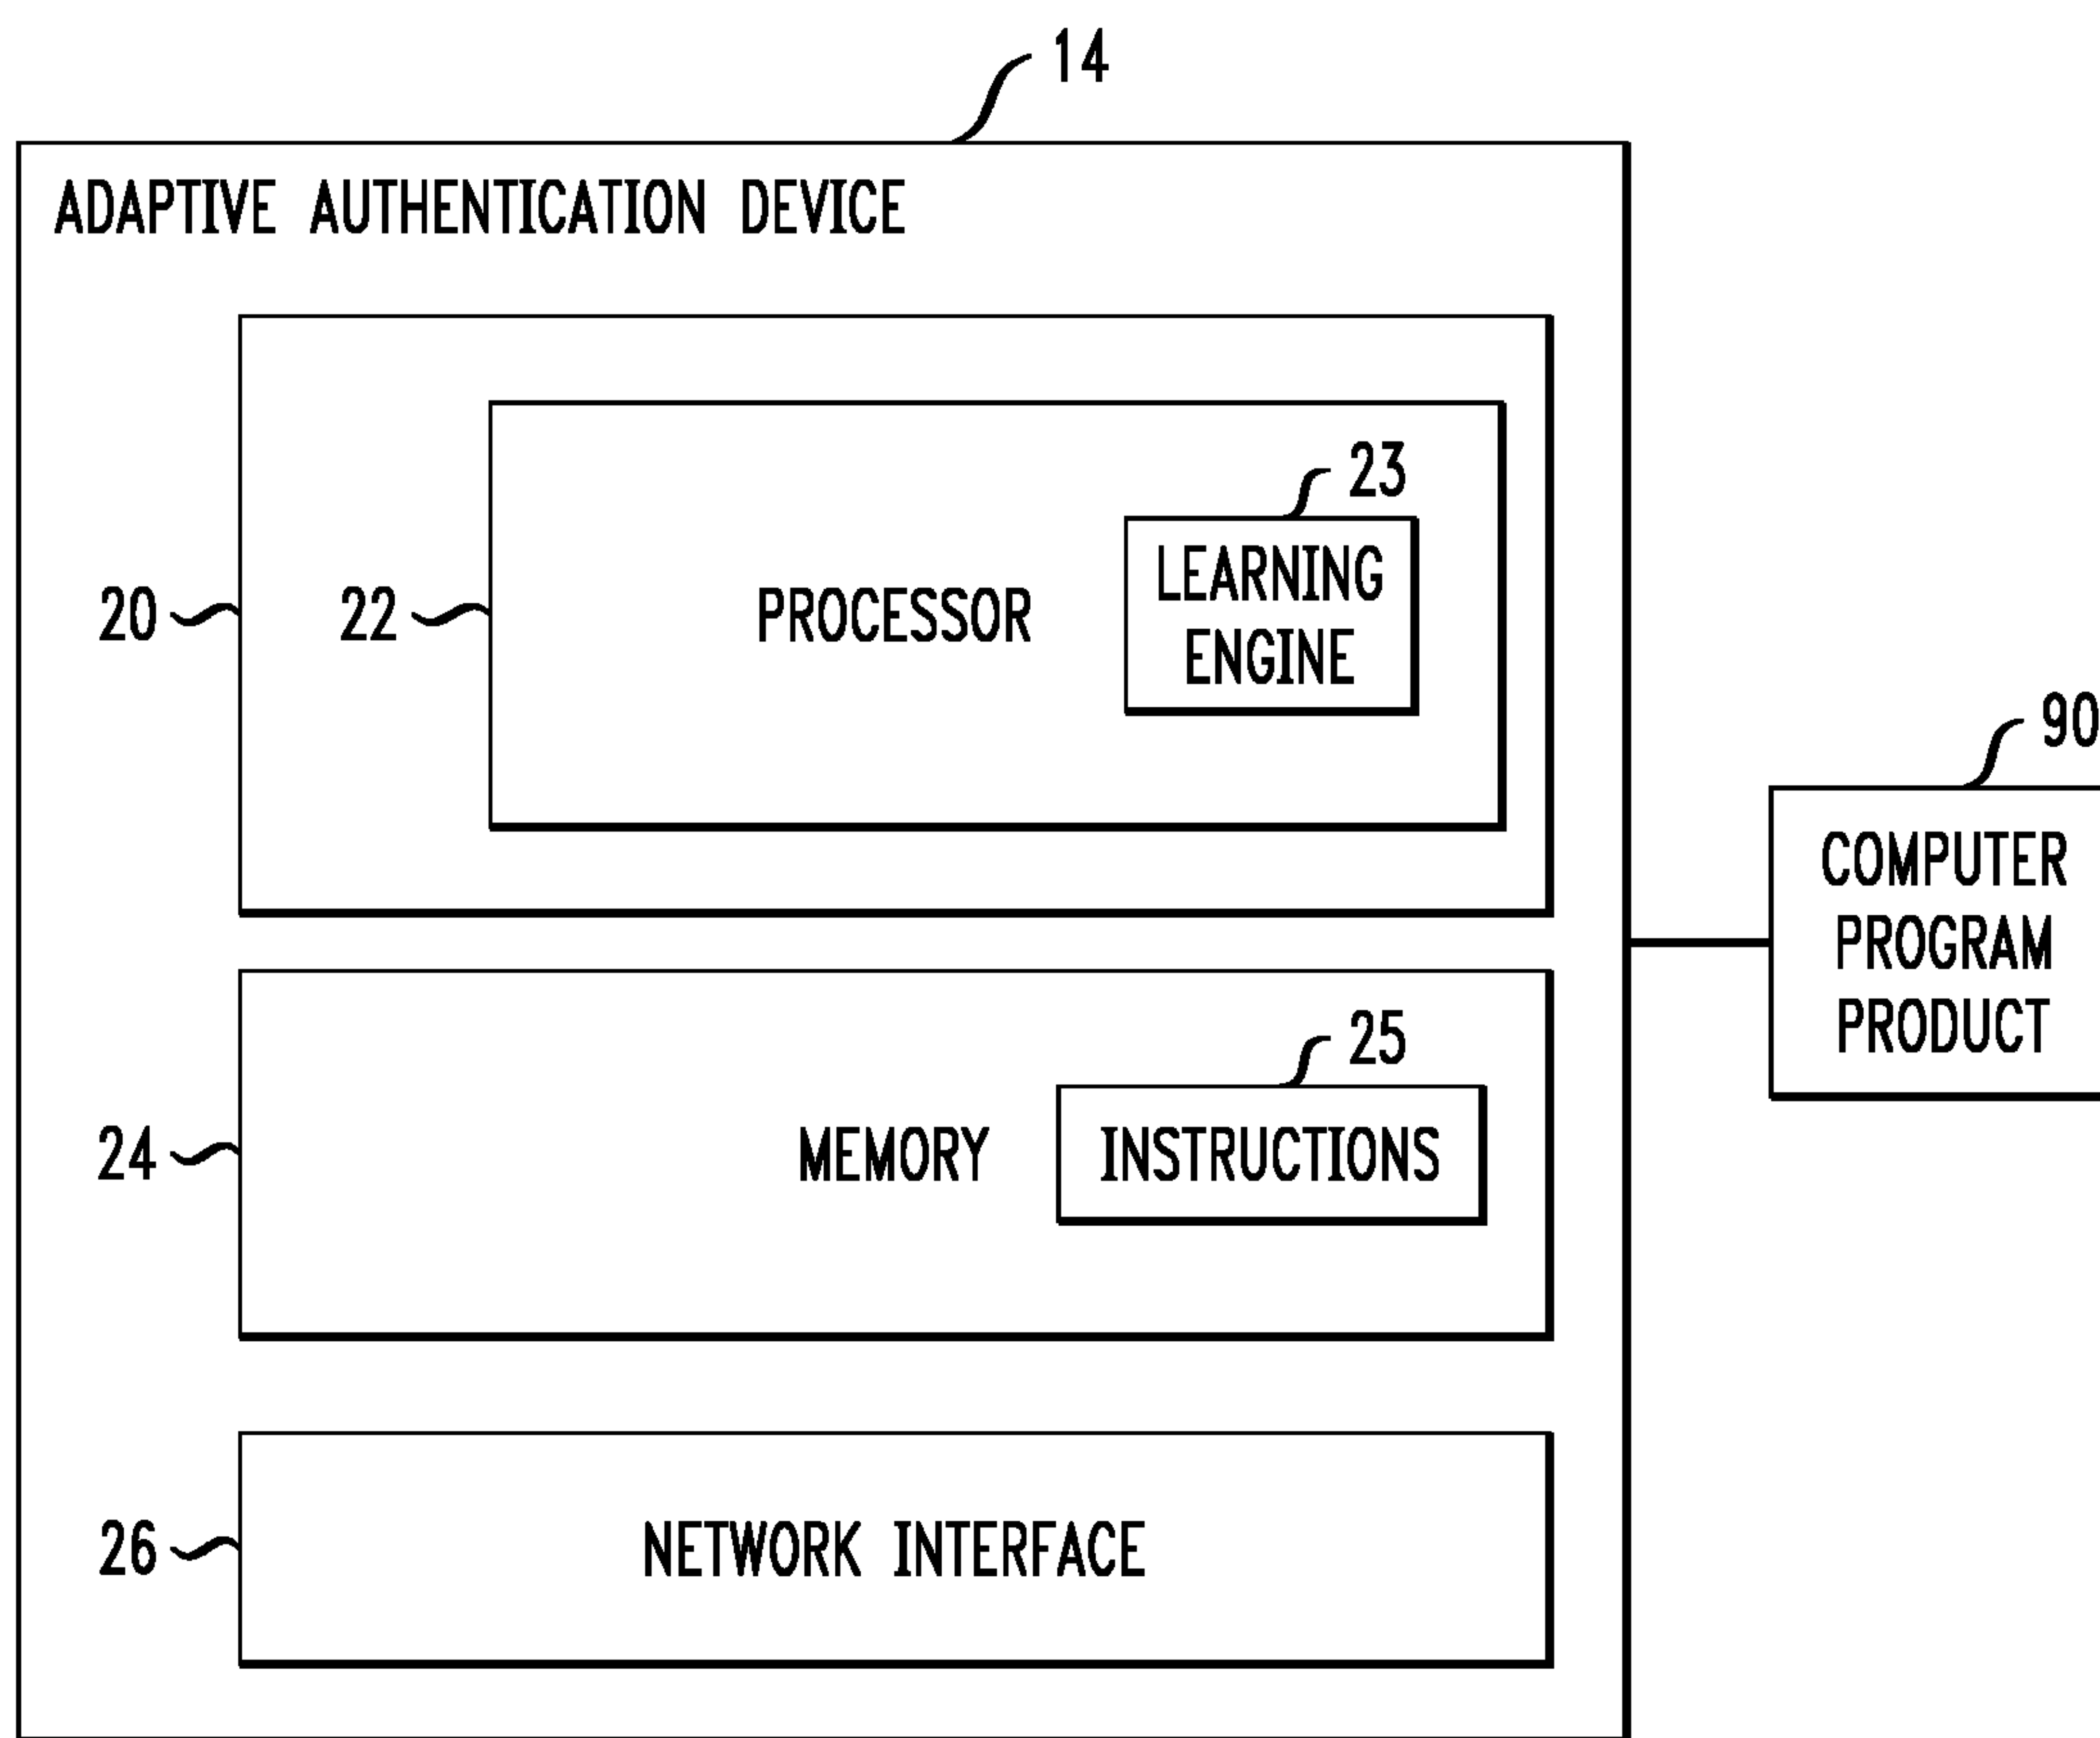 14
ADAPTIVE AUTHENTICATION DEVICE
23
LEARNING
ENGINE
20
22
PROCESSOR
90
COMPUTER
PROGRAM
PRODUCT
25
24
MEMORY
INSTRUCTIONS
26
NETWORK INTERFACE